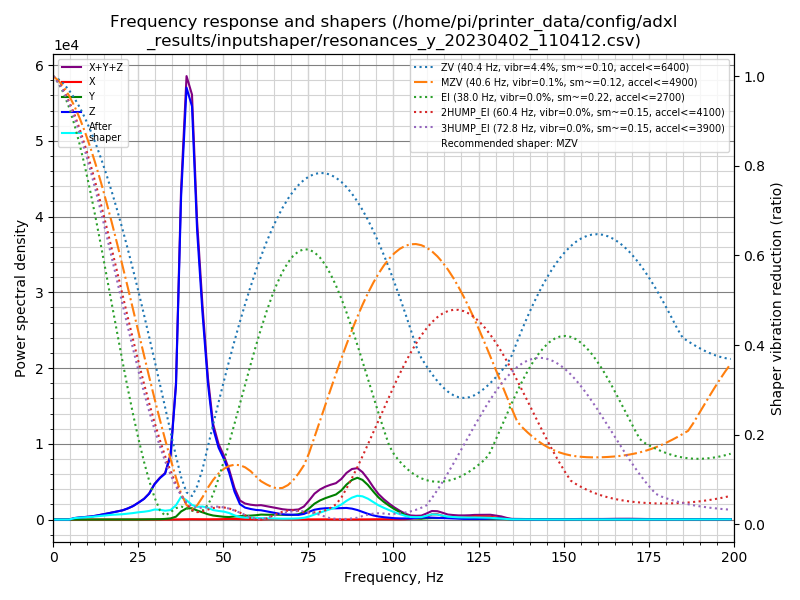 Frequency response and shapers (/home/pi/printer_data/config/adxl
_results/inputshaper/resonances_y_20230402_110412.csv)
1e4
X+Y+Z
X
Y
Z
After
shaper
ZV (40.4 Hz, vibr=4.4%, sm~=0.10, accel<=6400)
MZV (40.6 Hz, vibr=0.1%, sm~=0.12, accel<=4900)
EI (38.0 Hz, vibr=0.0%, sm~=0.22, accel<=2700)
2HUMP_EI (60.4 Hz, vibr=0.0%, sm~=0.15, accel<=4100)
3HUMP_EI (72.8 Hz, vibr=0.0%, sm~=0.15, accel<=3900)
Recommended shaper: MZV
Power spectral density
6
5
4
3
2
1
0
1.0
0.8
0.6
0.4
0.2
0.0
Shaper vibration reduction (ratio)
0 25 50 75 100 125 150 175 200
Frequency, Hz